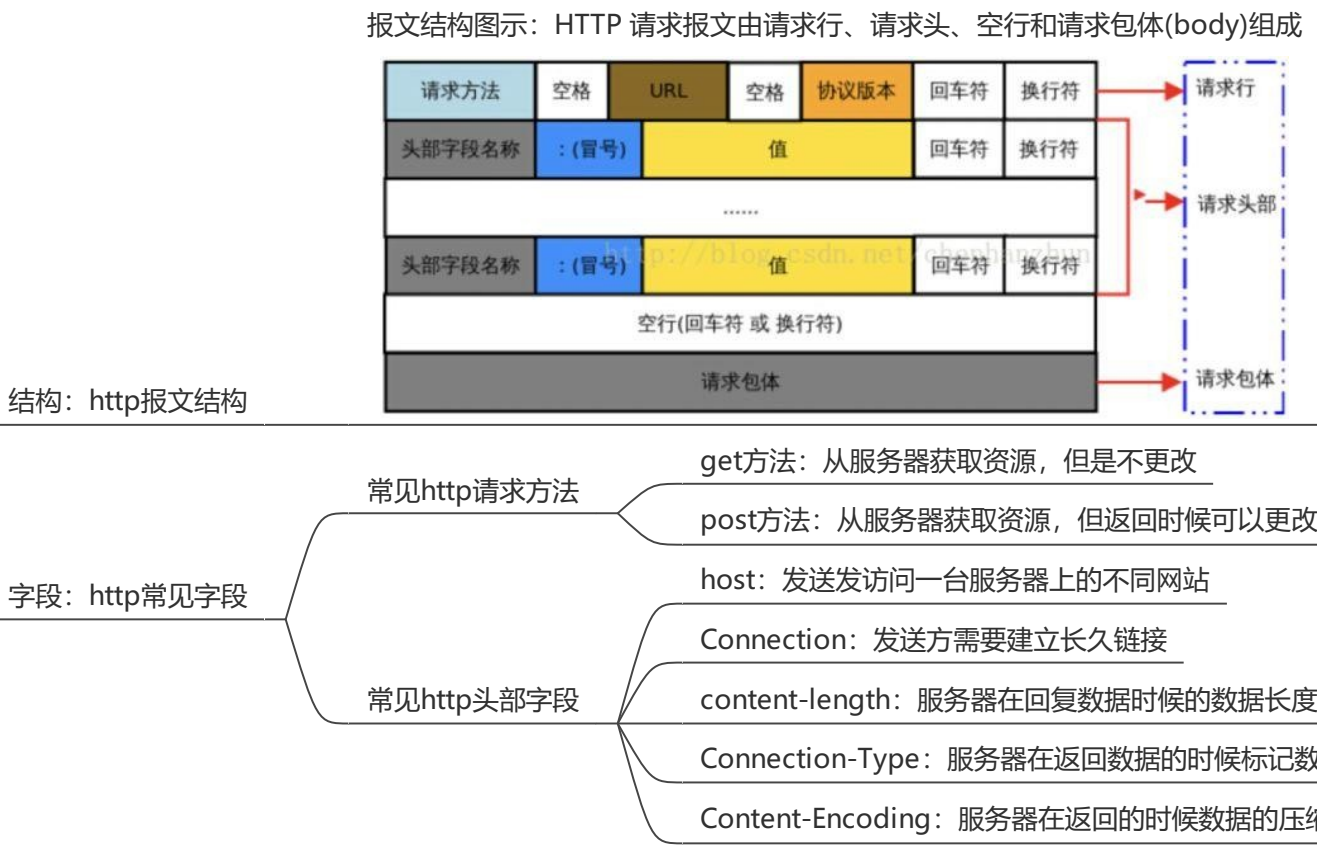 报文结构图示：HTTP 请求报文由请求行、请求头、空行和请求包体(body)组成
请求方法 空格 URL 空格 协议版本 回车符 换行符 请求行
头部字段名称 : (冒号) 值 回车符 换行符
...... 请求头部
头部字段名称 : (冒号) 值 回车符 换行符
http://blog.csdn.net/chenhanzhun
空行(回车符 或 换行符)
请求包体 请求包体
结构：http报文结构
常见http请求方法
get方法：从服务器获取资源，但是不更改
post方法：从服务器获取资源，但返回时候可以更改
字段：http常见字段
常见http头部字段
host：发送发访问一台服务器上的不同网站
Connection：发送方需要建立长久链接
content-length：服务器在回复数据时候的数据长度
Connection-Type：服务器在返回数据的时候标记数
Content-Encoding：服务器在返回的时候数据的压缩